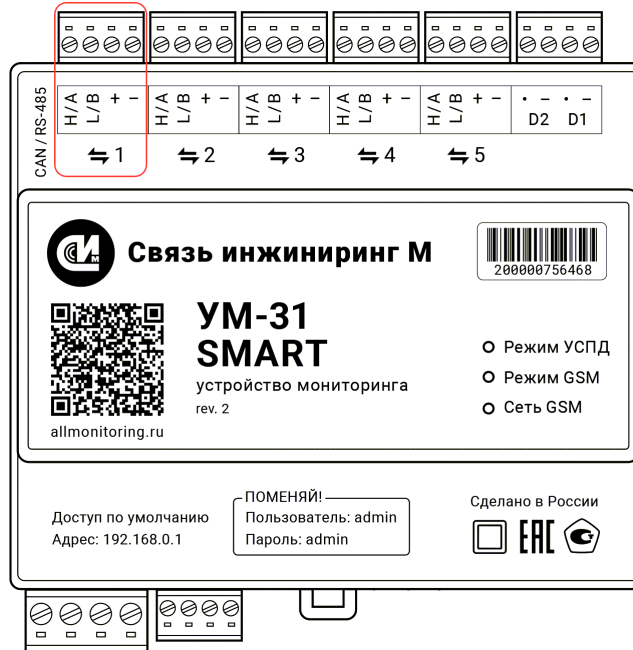 CAN / RS-485
H/A L/B + − H/A L/B + − H/A L/B + − H/A L/B + − H/A L/B + − · − · −
D2 D1
⇆ 1 ⇆ 2 ⇆ 3 ⇆ 4 ⇆ 5
СИ М
Связь инжиниринг М
200000756468
УМ-31
SMART
устройство мониторинга
rev. 2
allmonitoring.ru
Режим УСПД
Режим GSM
Сеть GSM
Доступ по умолчанию
Адрес: 192.168.0.1
ПОМЕНЯЙ!
Пользователь: admin
Пароль: admin
Сделано в России
EAC